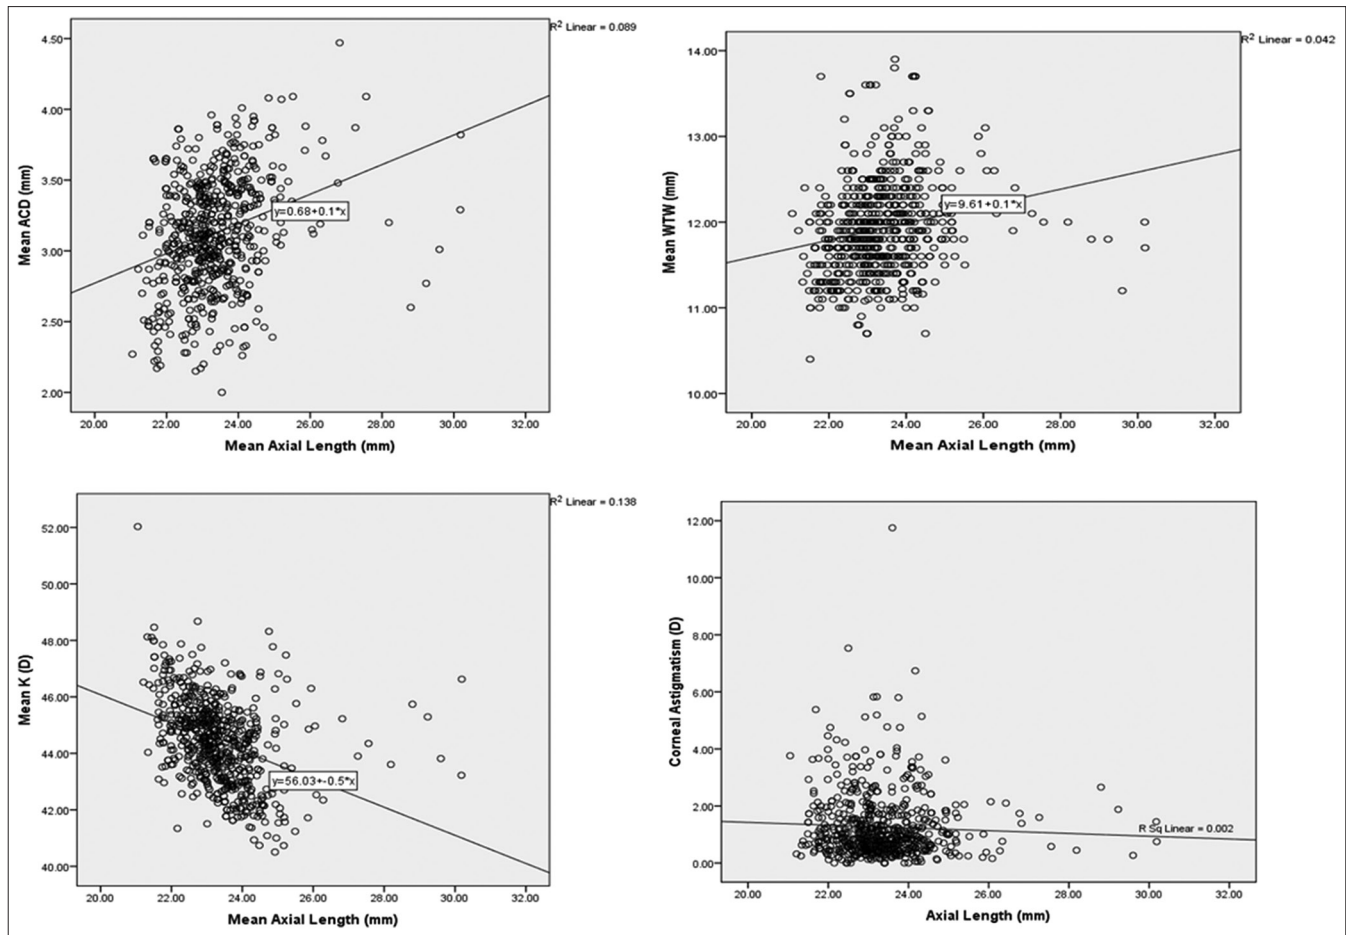 R2 Linear = 0.089
4.50
4.00
3.50
3.00
2.50
2.00
Mean ACD (mm)
y=0.68+0.1*x
20.00 22.00 24.00 26.00 28.00 30.00 32.00
Mean Axial Length (mm)
R2 Linear = 0.042
14.00
13.00
12.00
11.00
10.00
Mean WTW (mm)
y=9.61+0.1*x
20.00 22.00 24.00 26.00 28.00 30.00 32.00
Mean Axial Length (mm)
R2 Linear = 0.138
52.00
50.00
48.00
46.00
44.00
42.00
40.00
Mean K (D)
y=56.03+-0.5*x
20.00 22.00 24.00 26.00 28.00 30.00 32.00
Mean Axial Length (mm)
12.00
10.00
8.00
6.00
4.00
2.00
0.00
Corneal Astigmatism (D)
R Sq Linear = 0.002
20.00 22.00 24.00 26.00 28.00 30.00 32.00
Axial Length (mm)